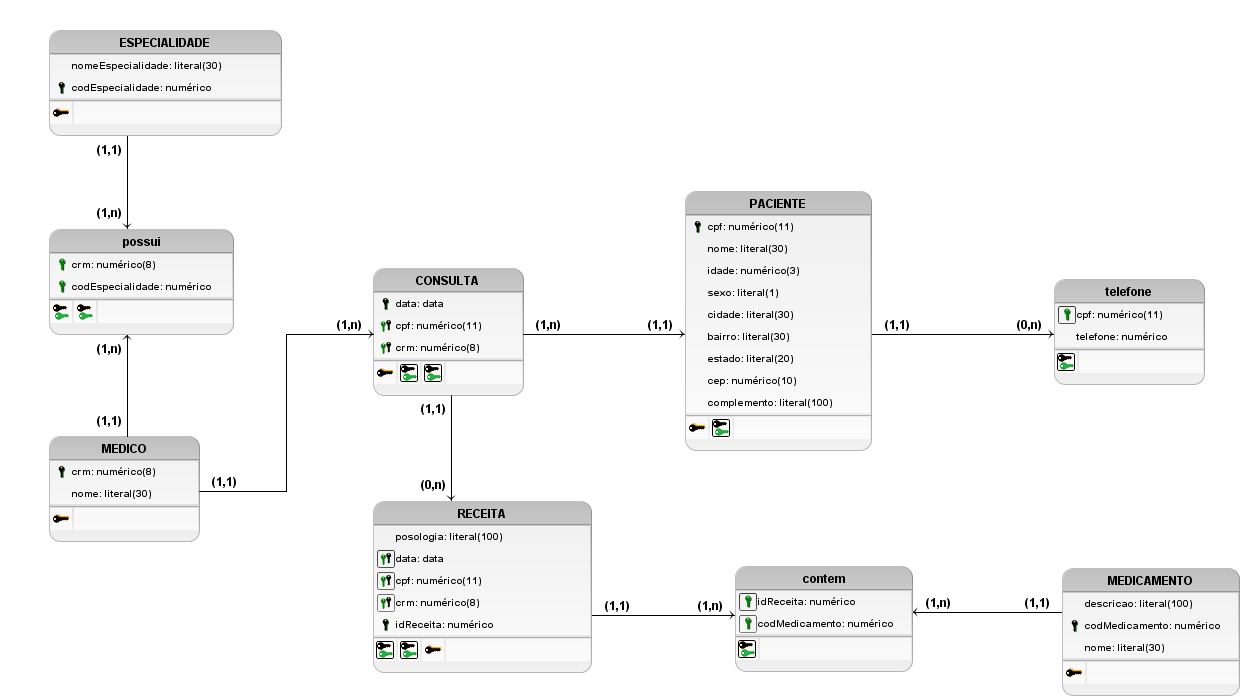 ESPECIALIDADE
nomeEspecialidade: literal(30)
codEspecialidade: numérico
(1,1)
(1,n)
possui
crm: numérico(8)
codEspecialidade: numérico
(1,n)
(1,1)
MEDICO
crm: numérico(8)
nome: literal(30)
(1,1)
(1,n)
CONSULTA
data: data
cpf: numérico(11)
crm: numérico(8)
(1,n)
(1,1)
PACIENTE
cpf: numérico(11)
nome: literal(30)
idade: numérico(3)
sexo: literal(1)
cidade: literal(30)
bairro: literal(30)
estado: literal(20)
cep: numérico(10)
complemento: literal(100)
(1,1)
(0,n)
telefone
cpf: numérico(11)
telefone: numérico
(1,1)
(0,n)
RECEITA
posologia: literal(100)
data: data
cpf: numérico(11)
crm: numérico(8)
idReceita: numérico
(1,1)
(1,n)
contem
idReceita: numérico
codMedicamento: numérico
(1,n)
(1,1)
MEDICAMENTO
descricao: literal(100)
codMedicamento: numérico
nome: literal(30)